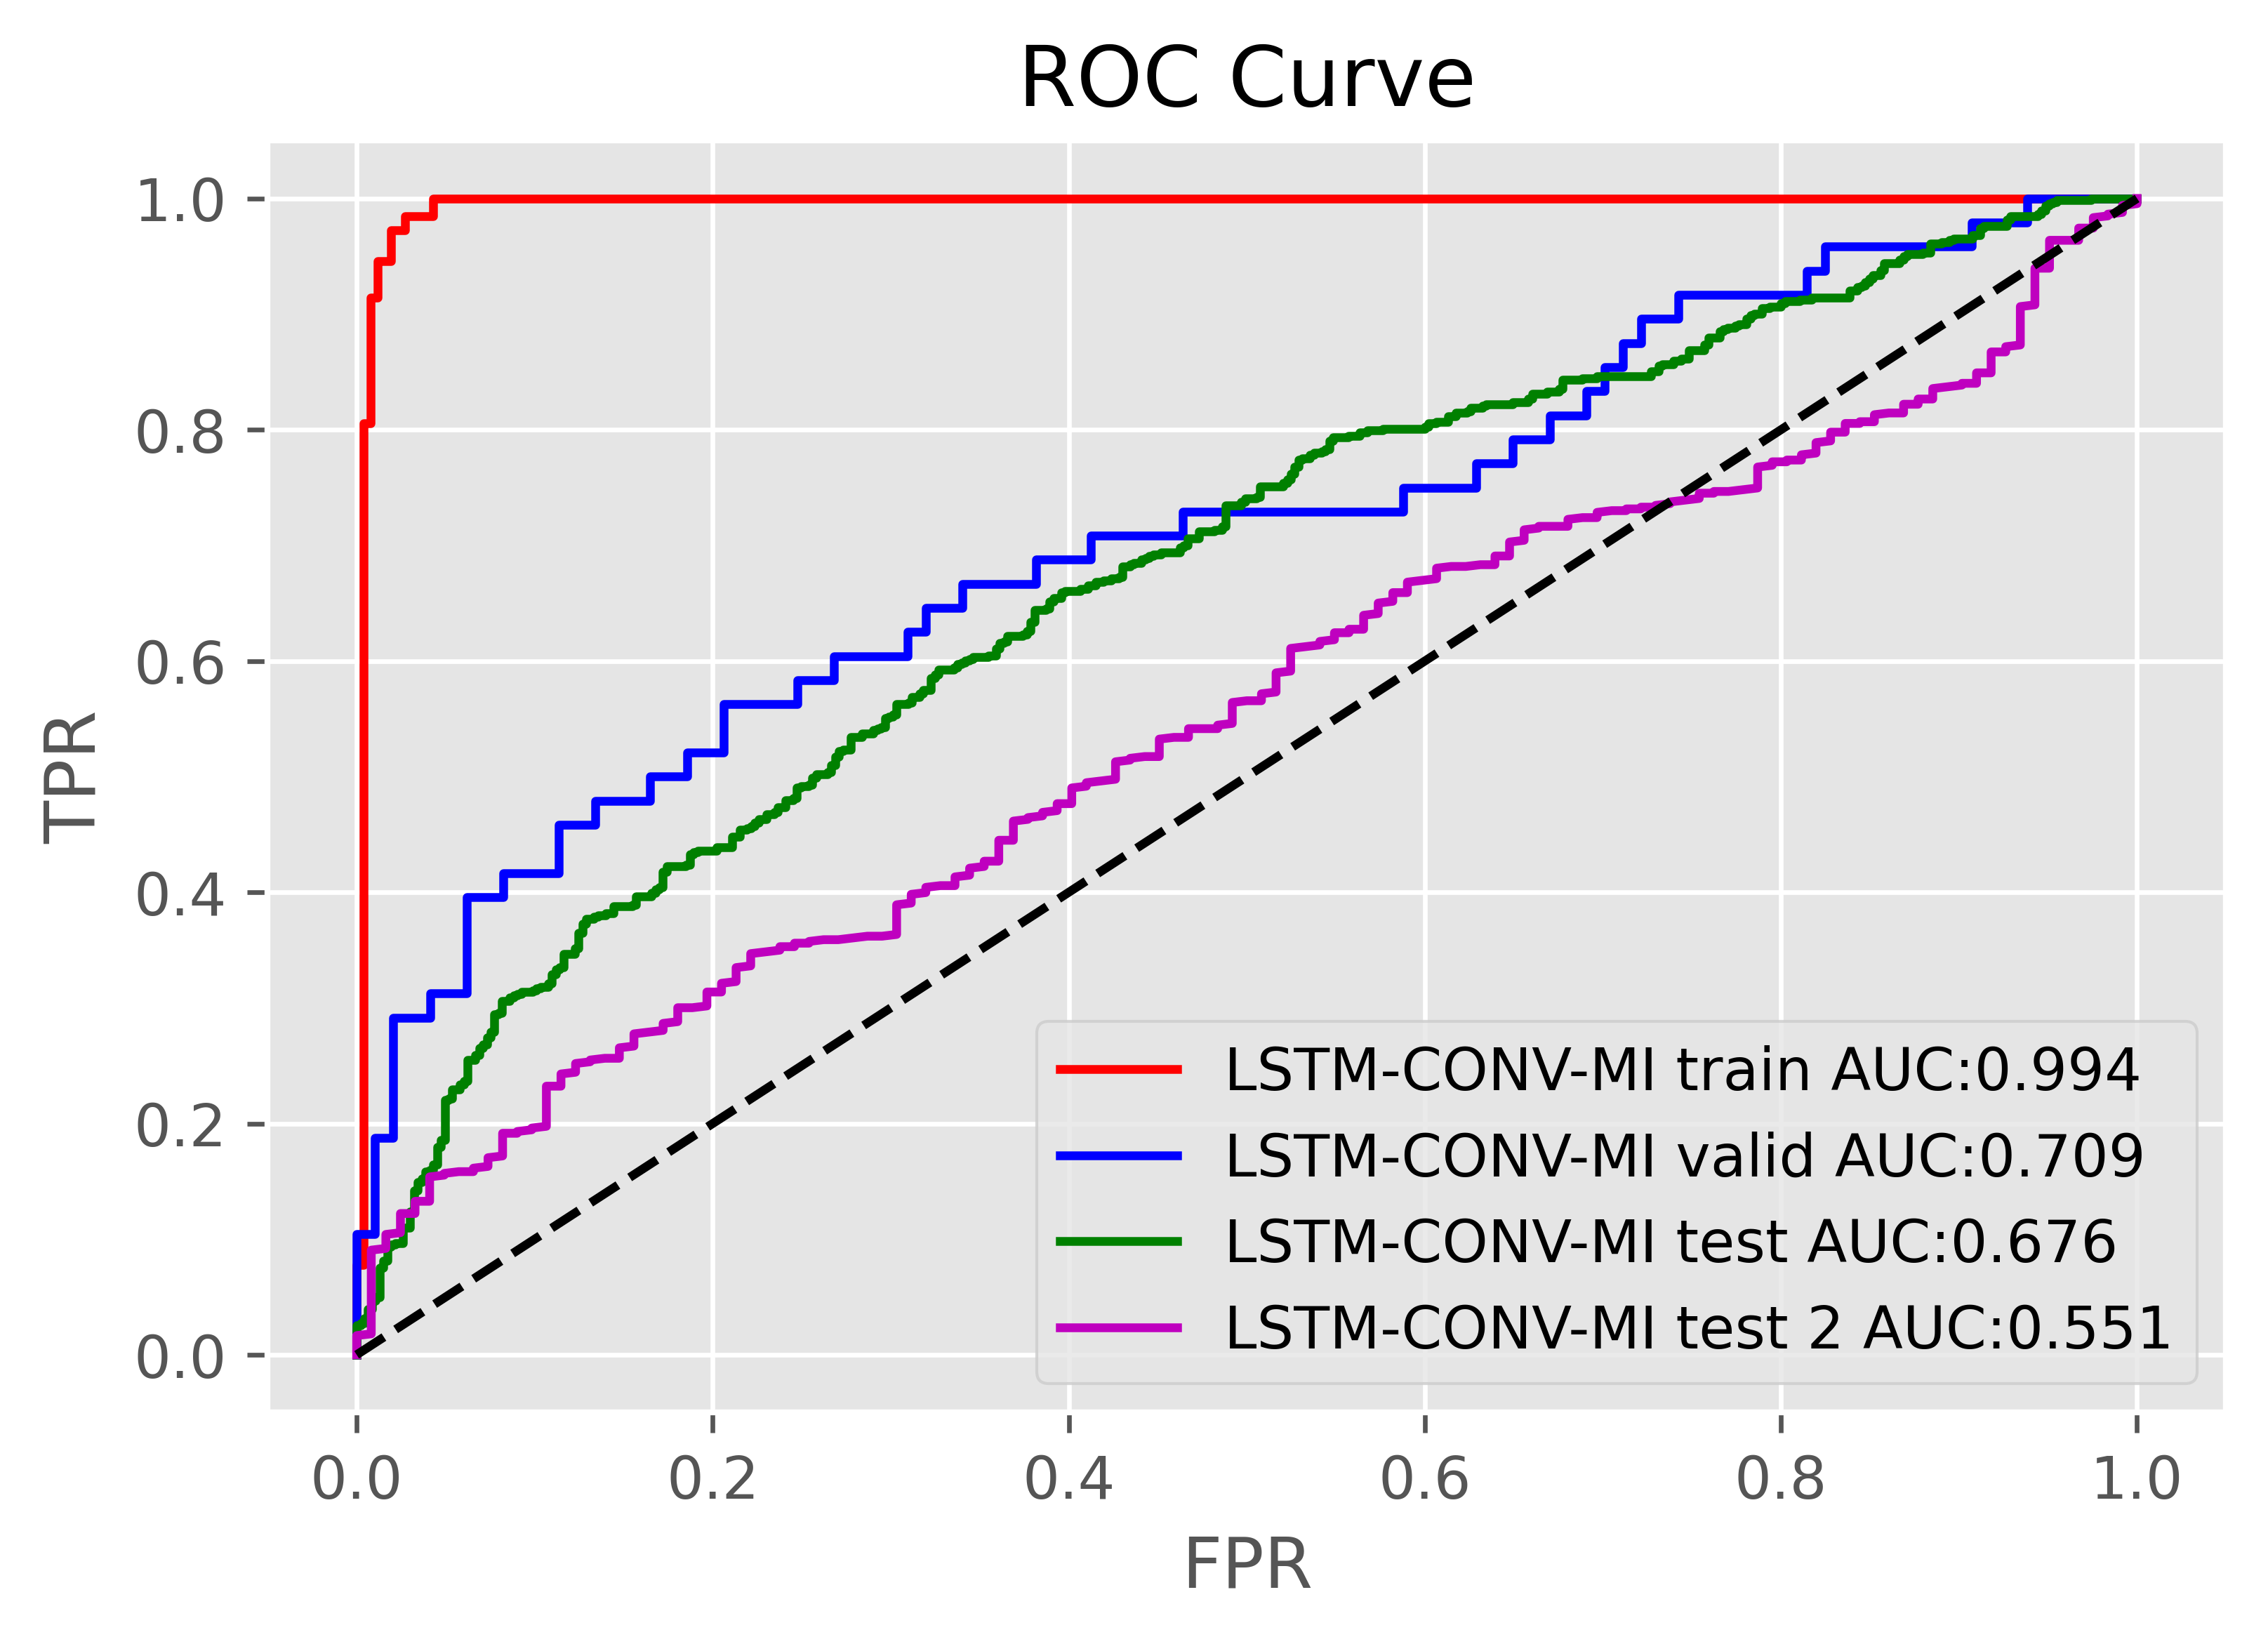 ROC Curve
1.0
0.8
0.6
0.4
0.2
0.0
TPR
LSTM-CONV-MI train AUC:0.994
LSTM-CONV-MI valid AUC:0.709
LSTM-CONV-MI test AUC:0.676
LSTM-CONV-MI test 2 AUC:0.551
0.0 0.2 0.4 0.6 0.8 1.0
FPR